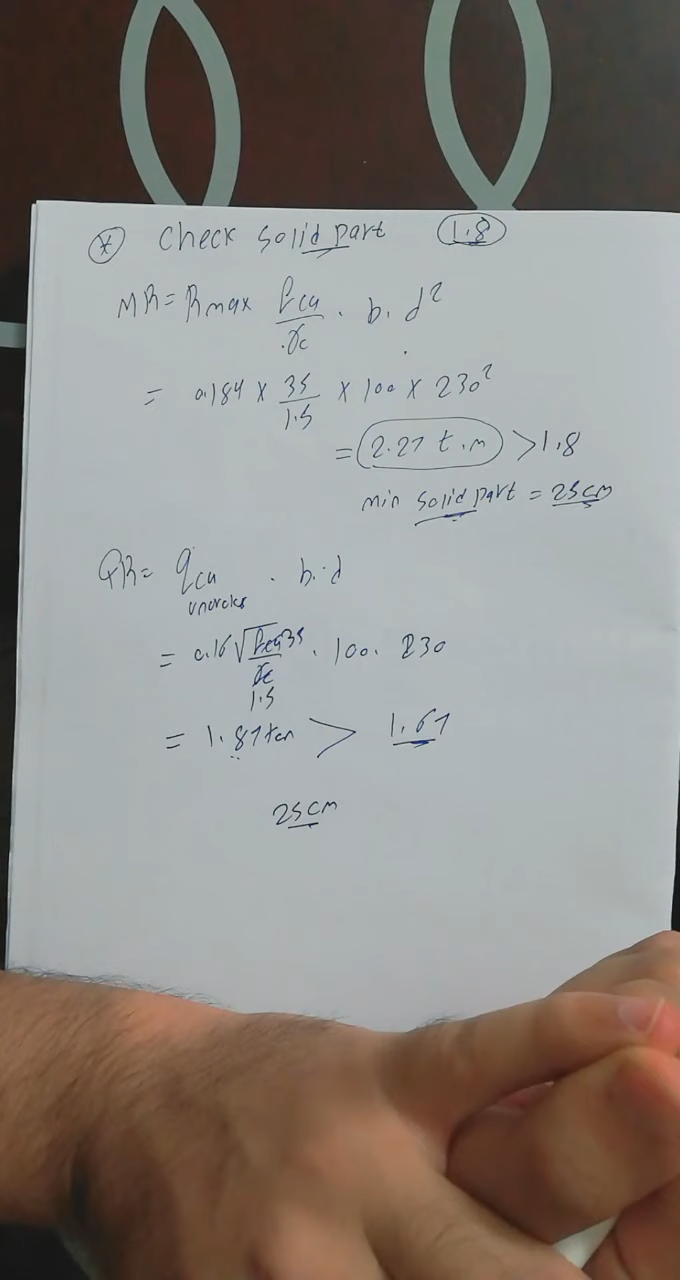 * Check Solid Part 1.8
MR = Rmax fcu/γc . b . d²
= 0.184 × 35/1.5 × 100 × 230²
= 2.27 t.m > 1.8
min solid part = 25cm
QR = qcu . b . d
= 0.16 √fcu 35/γc 1.5 . 100 . 230
= 1.87 ton > 1.67
25cm